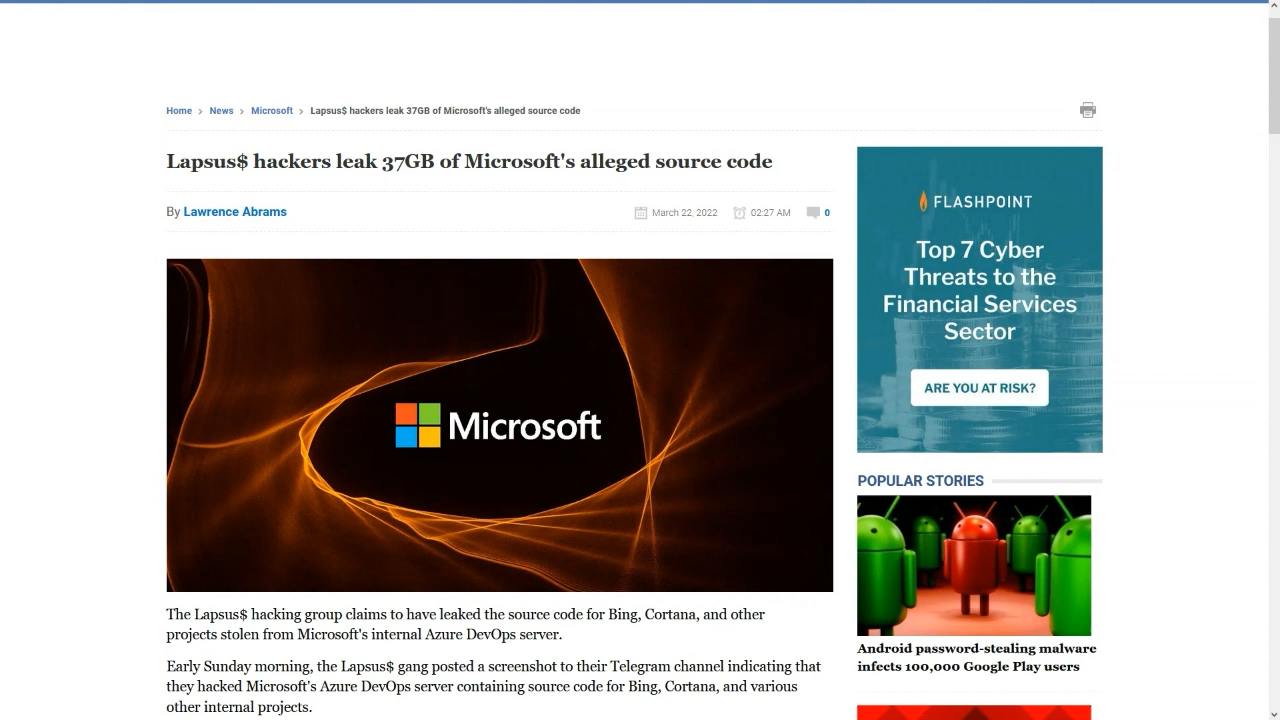 Home > News > Microsoft > Lapsus$ hackers leak 37GB of Microsoft's alleged source code
Lapsus$ hackers leak 37GB of Microsoft's alleged source code
By Lawrence Abrams
March 22, 2022 02:27 AM 0
Microsoft
The Lapsus$ hacking group claims to have leaked the source code for Bing, Cortana, and other
projects stolen from Microsoft's internal Azure DevOps server.
Early Sunday morning, the Lapsus$ gang posted a screenshot to their Telegram channel indicating that
they hacked Microsoft's Azure DevOps server containing source code for Bing, Cortana, and various
other internal projects.
FLASHPOINT
Top 7 Cyber
Threats to the
Financial Services
Sector
ARE YOU AT RISK?
POPULAR STORIES
Android password-stealing malware
infects 100,000 Google Play users